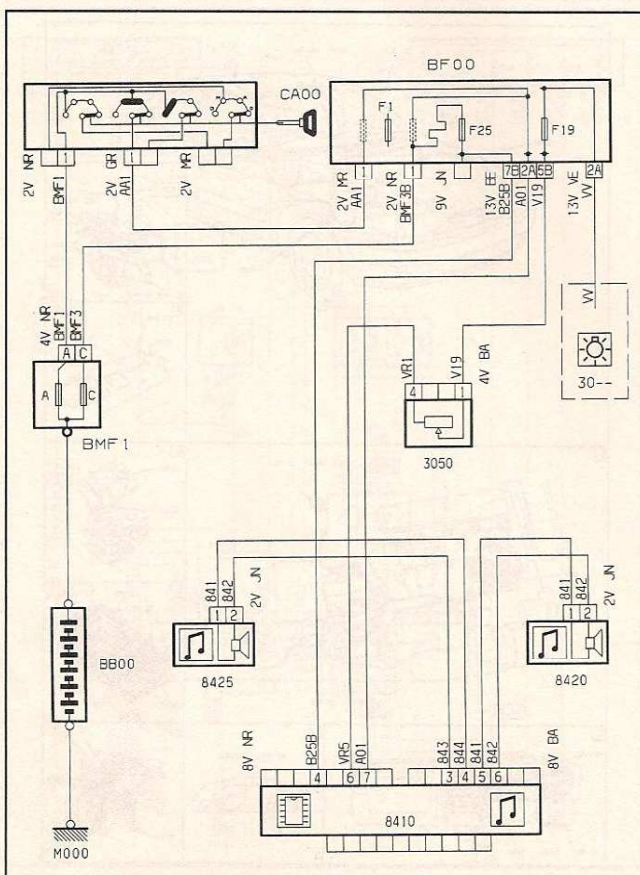 BF00
CA00
F1
F25
F19
1
1
1
1
7B 2A 5B
2A
2V NR
BMF1
GR
2V AA1
2V MR
2V MR
AA1
2V NR
BMF3B
9V JN
13V BE
B25B
A01
V19
13V VE
VV
4V NR
BMF1
BMF3
A C
A C
BMF1
VV
30--
VR1
V19
4V BA
4 1
3050
841
842
2V JN
1 2
8425
841
842
2V JN
1 2
8420
BB00
8V NR
B25B
VR5
A01
843
844
841
842
8V BA
4 6 7 3 4 5 6
8410
M000